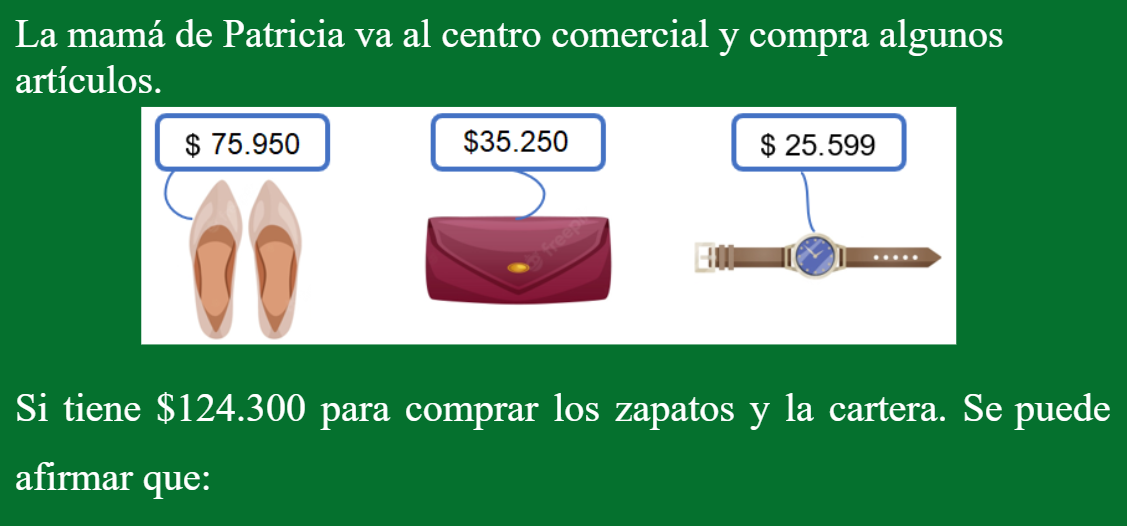 La mamá de Patricia va al centro comercial y compra algunos
artículos.
$ 75.950
$35.250
$ 25.599
Si tiene $124.300 para comprar los zapatos y la cartera. Se puede
afirmar que: